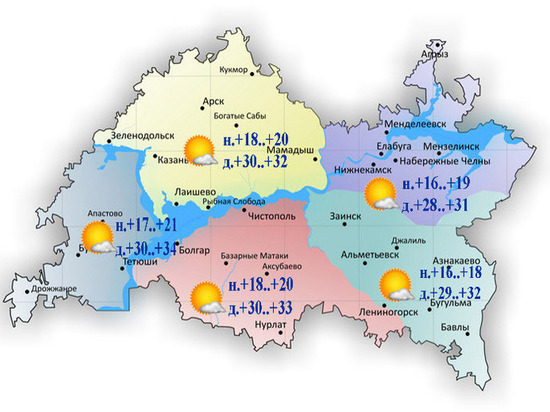 Агрыз
Кукмор
Арск
Богатые Сабы
Менделеевск
Зеленодольск
н.+18..+20
д.+30..+32
Казань
Мамадыш
Елабуга
Мензелинск
Набережные Челны
Нижнекамск
н.+16..+19
д.+28..+31
Лаишево
Рыбная Слобода
Чистополь
Апастово
н.+17..+21
д.+30..+34
Заинск
Болгар
Джалиль
Базарные Матаки
Альметьевск
Азнакаево
Тетюши
Аксубаево
н.+16..+18
д.+29..+32
Дрожжаное
н.+18..+20
д.+30..+33
Лениногорск
Бугульма
Нурлат
Бавлы